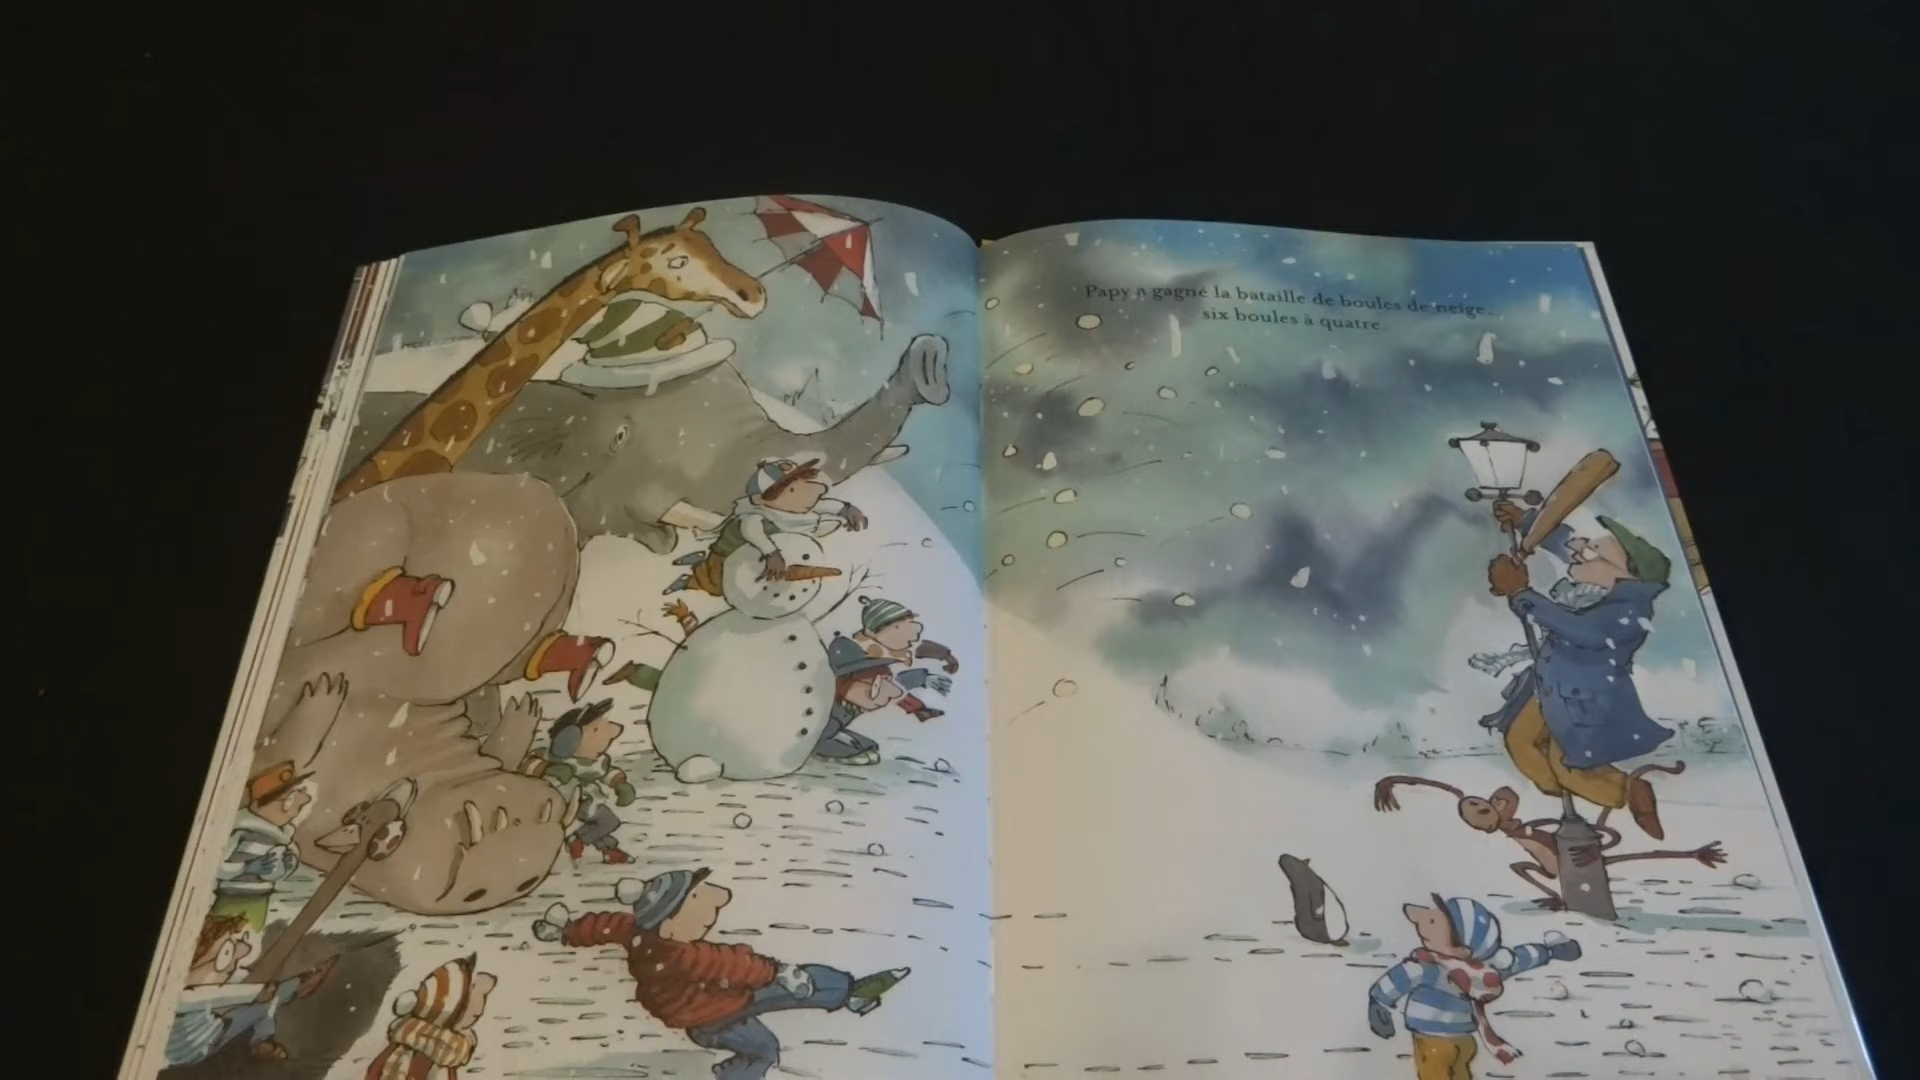 Papy a gagné la bataille de boules de neige,
six boules à quatre.